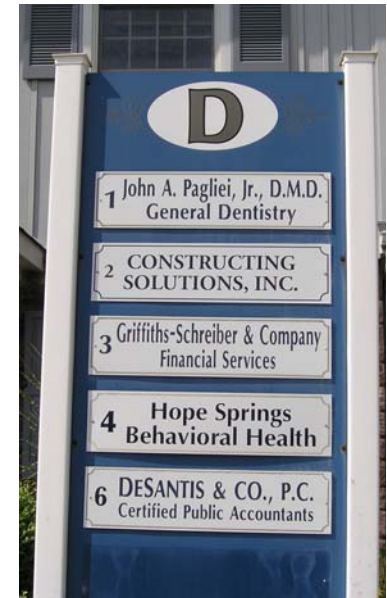 D
1 John A. Pagliei, Jr., D.M.D.
General Dentistry
2 CONSTRUCTING
SOLUTIONS, INC.
3 Griffiths-Schreiber & Company
Financial Services
4 Hope Springs
Behavioral Health
6 DESANTIS & CO., P.C.
Certified Public Accountants